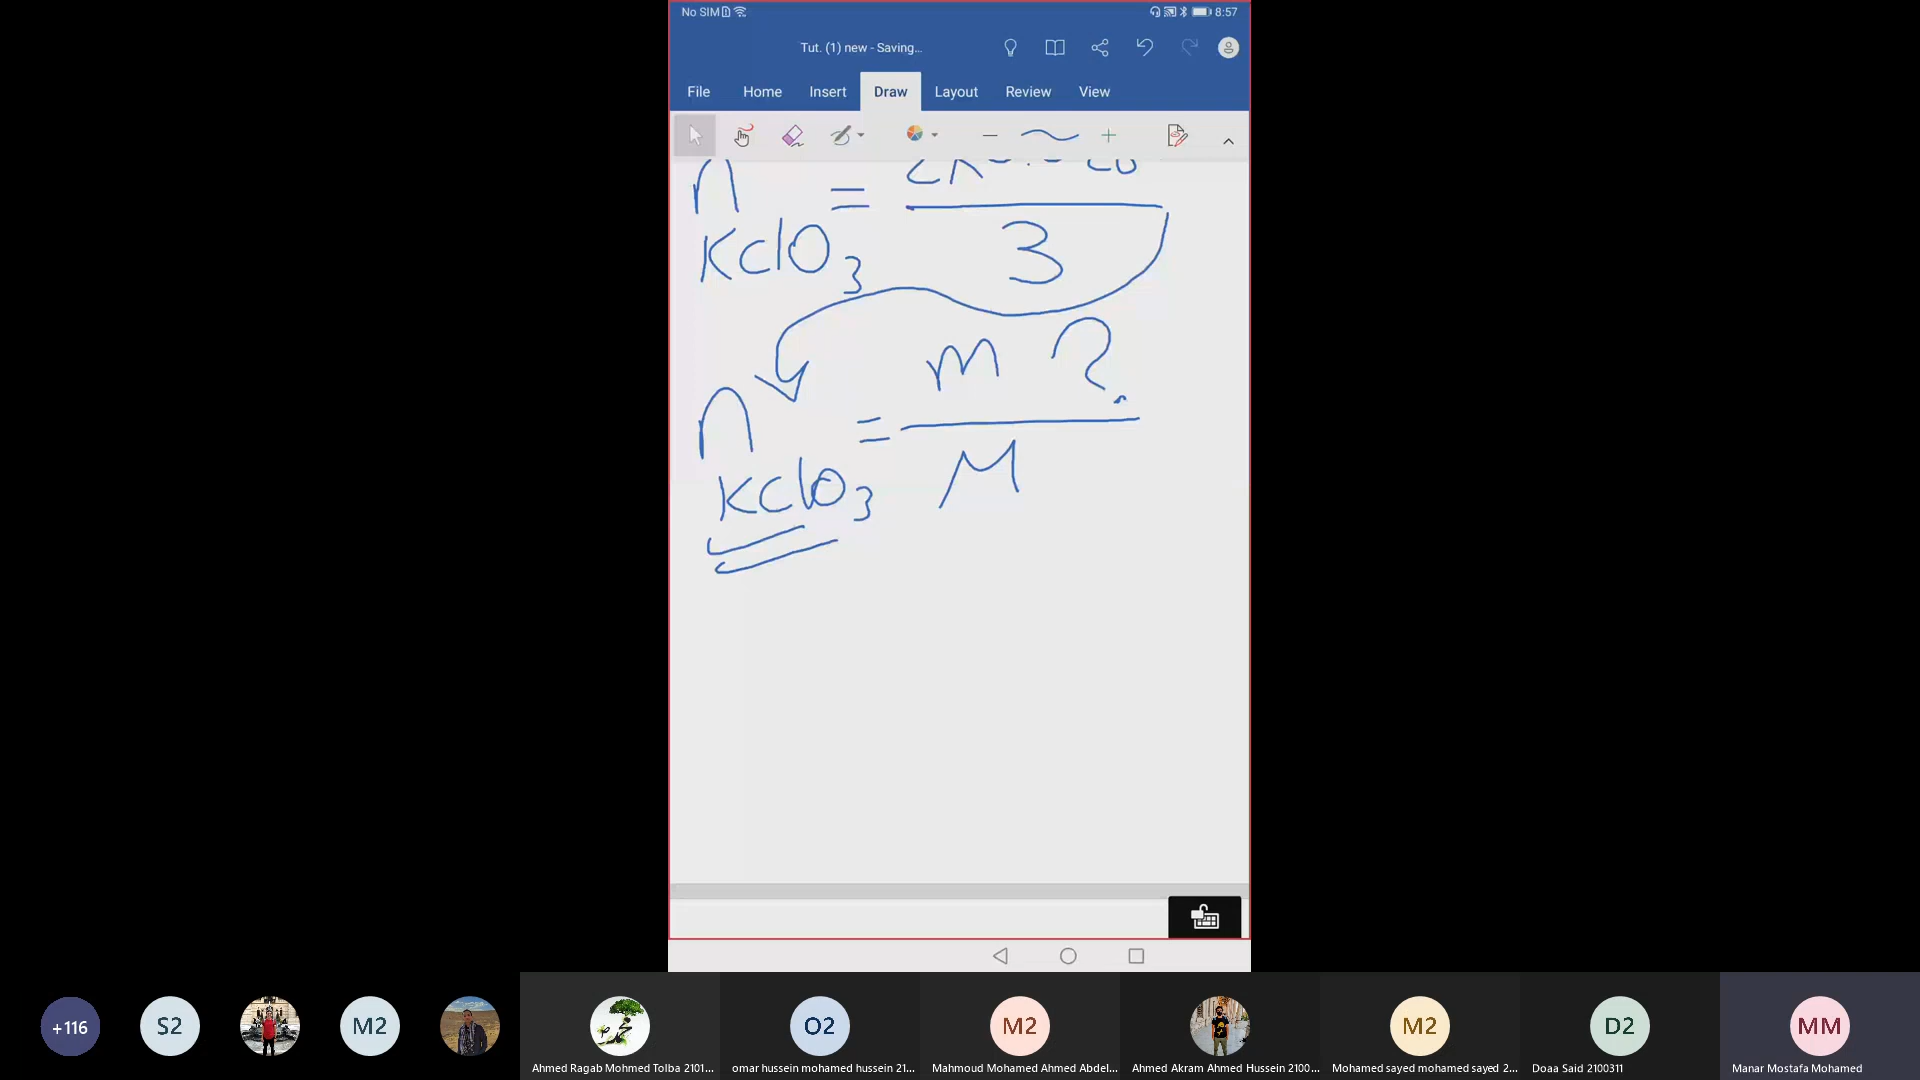 No SIM
8:57
Tut. (1) new - Saving...
File Home Insert Draw Layout Review View
n =
KClO3
3
n = m ?
KClO3 M
+116 S2 M2 O2 M2 M2 D2 MM
Ahmed Ragab Mohmed Tolba 2101... omar hussein mohamed hussein 21... Mahmoud Mohamed Ahmed Abdel... Ahmed Akram Ahmed Hussein 2100... Mohamed sayed mohamed sayed 2... Doaa Said 2100311 Manar Mostafa Mohamed